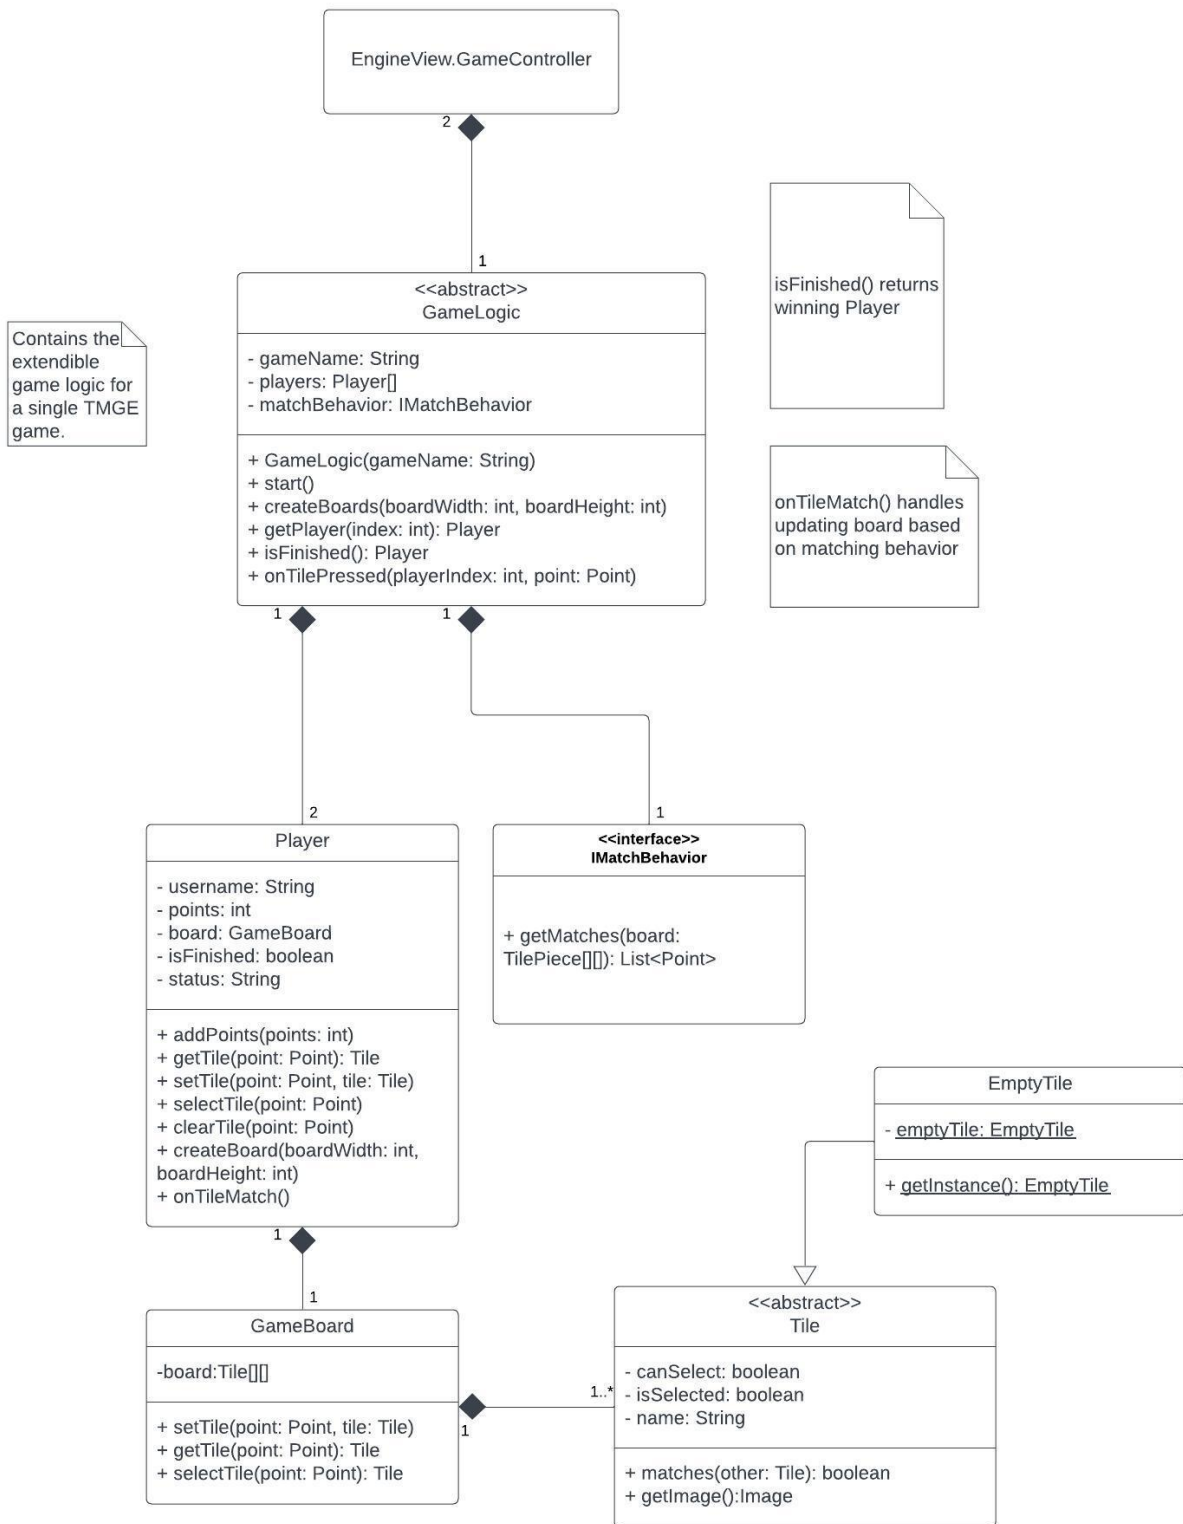 EngineView.GameController
2
1
<<abstract>>
GameLogic
- gameName: String
- players: Player[]
- matchBehavior: IMatchBehavior
+ GameLogic(gameName: String)
+ start()
+ createBoards(boardWidth: int, boardHeight: int)
+ getPlayer(index: int): Player
+ isFinished(): Player
+ onTilePressed(playerIndex: int, point: Point)
Contains the
extendible
game logic for
a single TMGE
game.
isFinished() returns
winning Player
onTileMatch() handles
updating board based
on matching behavior
1
1
2
1
Player
- username: String
- points: int
- board: GameBoard
- isFinished: boolean
- status: String
+ addPoints(points: int)
+ getTile(point: Point): Tile
+ setTile(point: Point, tile: Tile)
+ selectTile(point: Point)
+ clearTile(point: Point)
+ createBoard(boardWidth: int,
boardHeight: int)
+ onTileMatch()
<<interface>>
IMatchBehavior
+ getMatches(board:
TilePiece[][]): List<Point>
EmptyTile
- emptyTile: EmptyTile
+ getInstance(): EmptyTile
1
1
GameBoard
-board:Tile[][]
+ setTile(point: Point, tile: Tile)
+ getTile(point: Point): Tile
+ selectTile(point: Point): Tile
1
1..*
<<abstract>>
Tile
- canSelect: boolean
- isSelected: boolean
- name: String
+ matches(other: Tile): boolean
+ getImage():Image